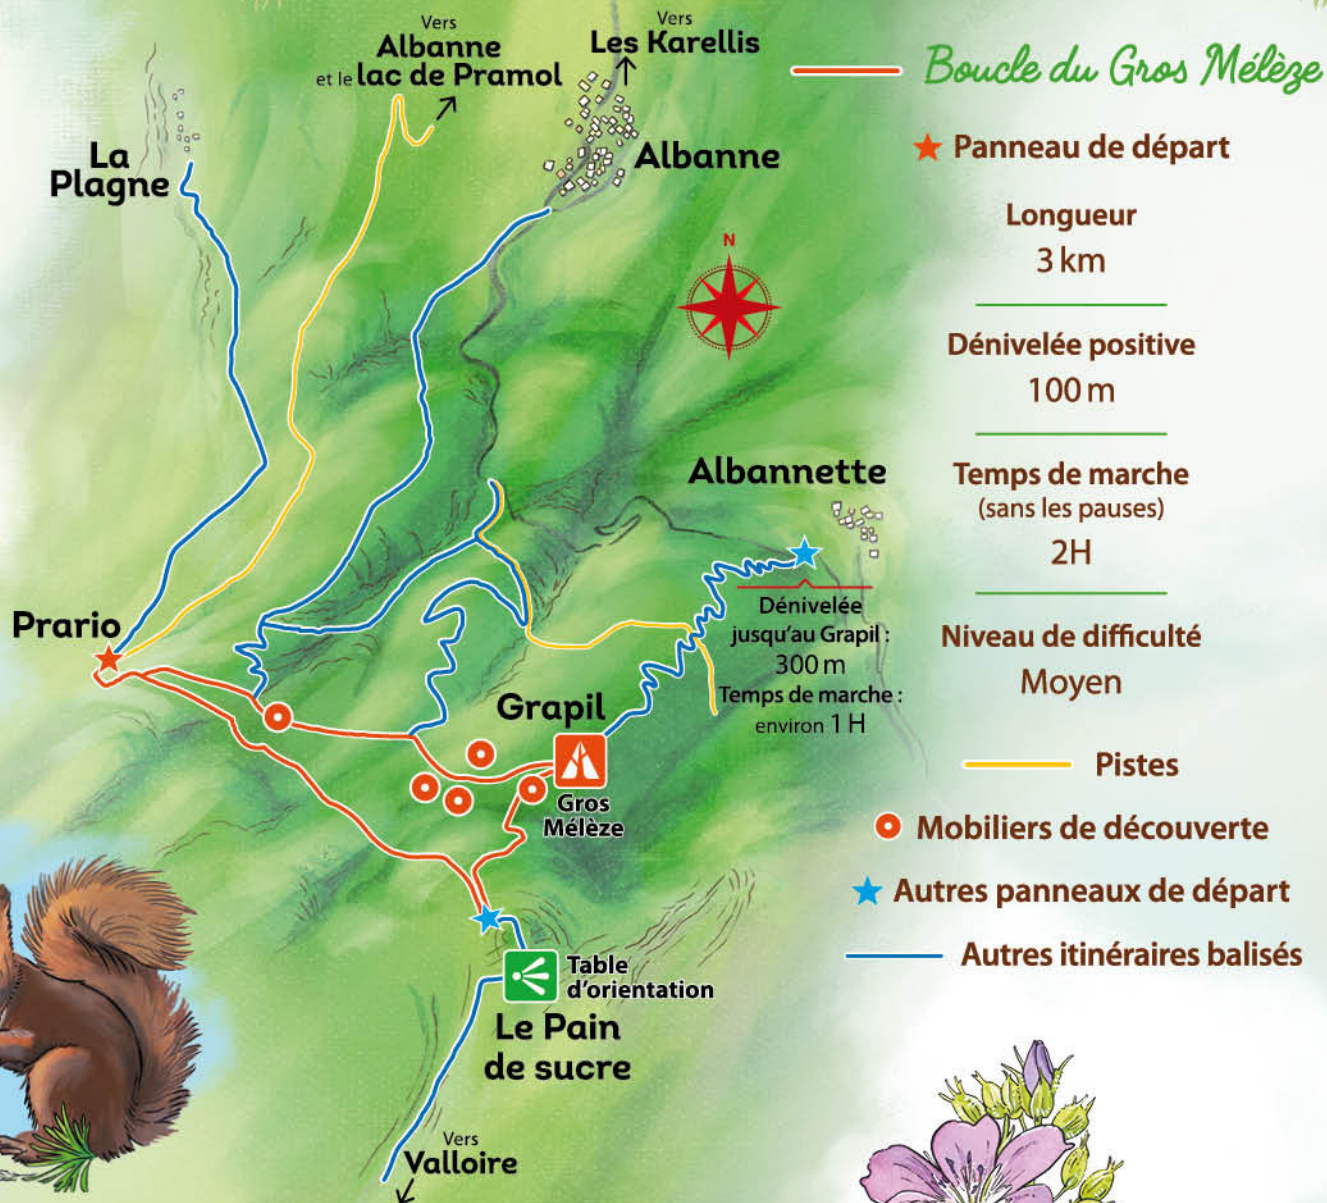 Vers
Albanne
et le lac de Pramol
Vers
Les Karellis
La
Plagne
Albanne
N
Albannette
Dénivelée
jusqu'au Grapil :
300 m
Temps de marche :
environ 1 H
Prario
Grapil
Gros
Mélèze
Table
d'orientation
Le Pain
de sucre
Vers
Valloire
Boucle du Gros Mélèze
Panneau de départ
Longueur
3 km
Dénivelée positive
100 m
Temps de marche
(sans les pauses)
2H
Niveau de difficulté
Moyen
Pistes
Mobiliers de découverte
Autres panneaux de départ
Autres itinéraires balisés